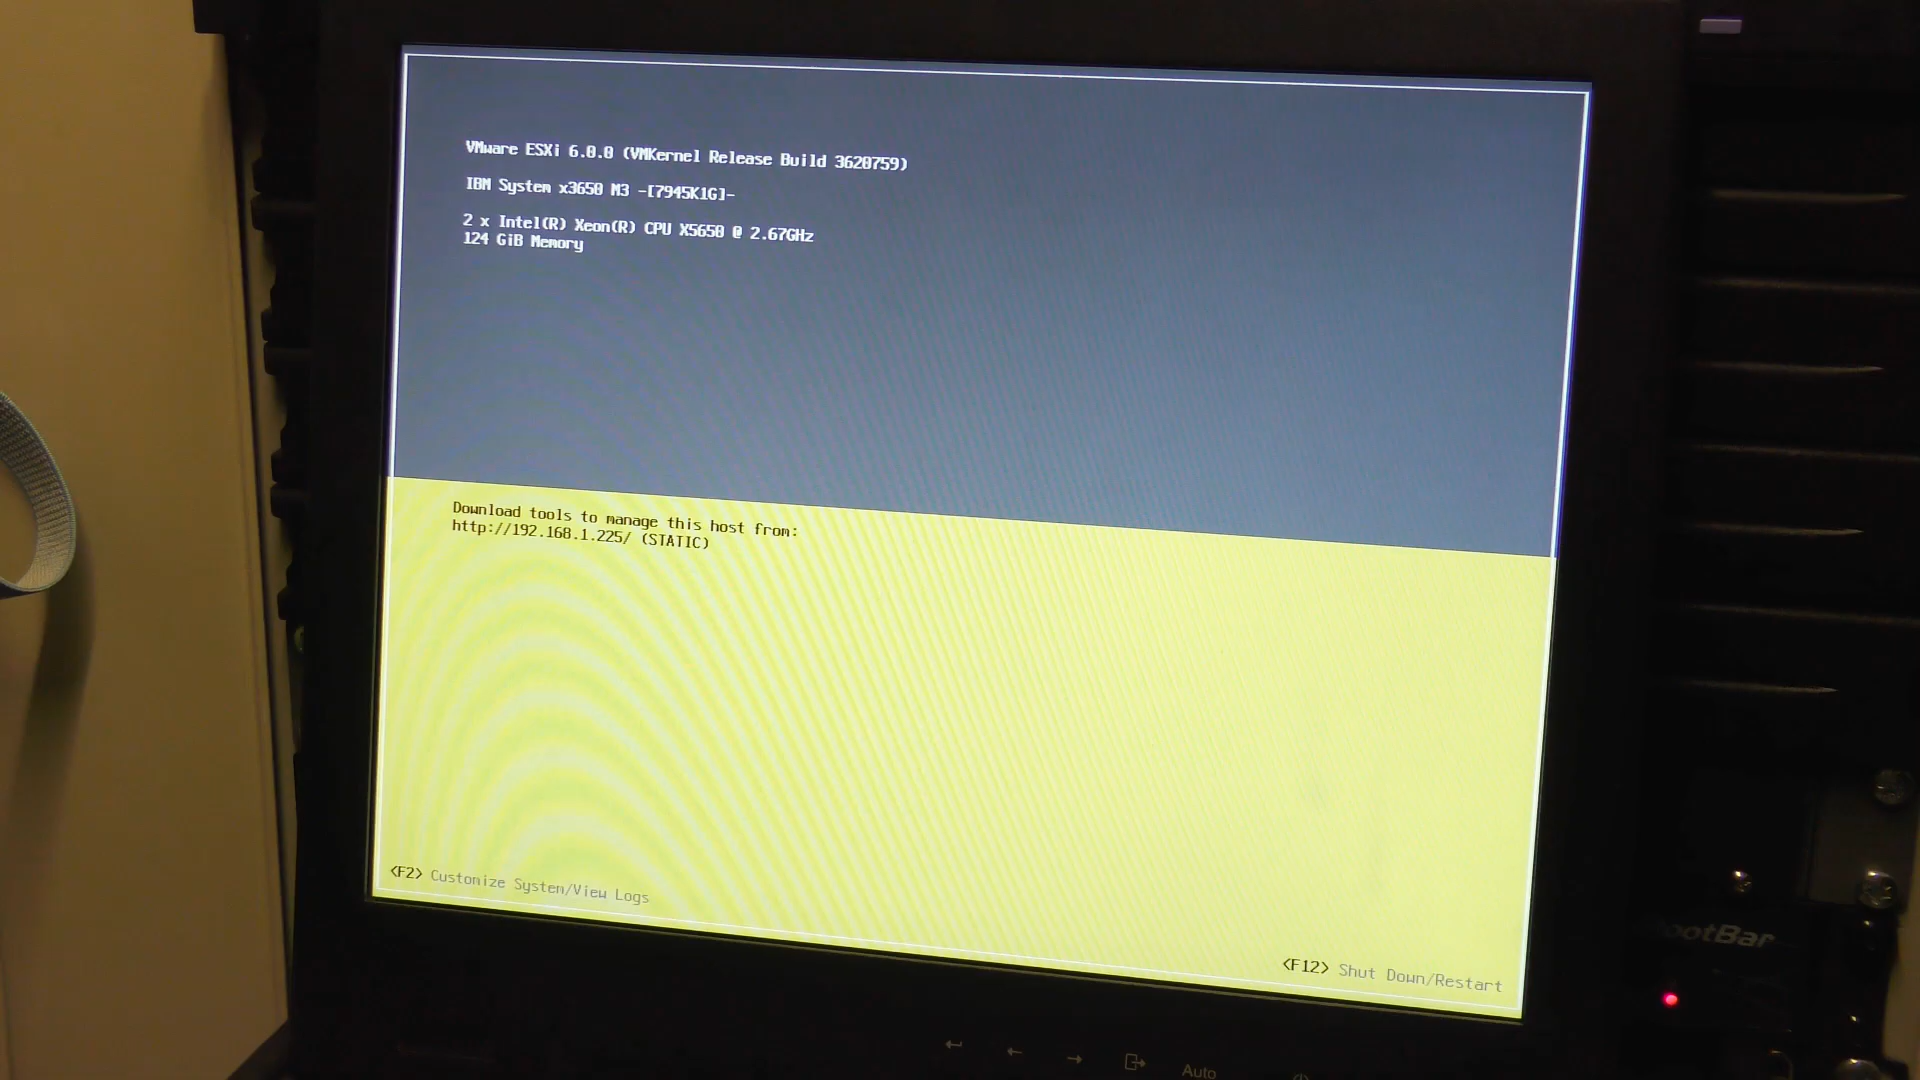 VMware ESXi 6.0.0 (VMKernel Release Build 3620759)
IBM System x3650 M3 -[7945K1G]-
2 x Intel(R) Xeon(R) CPU X5650 @ 2.67GHz
124 GiB Memory
Download tools to manage this host from:
http://192.168.1.225/ (STATIC)
<F2> Customize System/View Logs
<F12> Shut Down/Restart
Auto